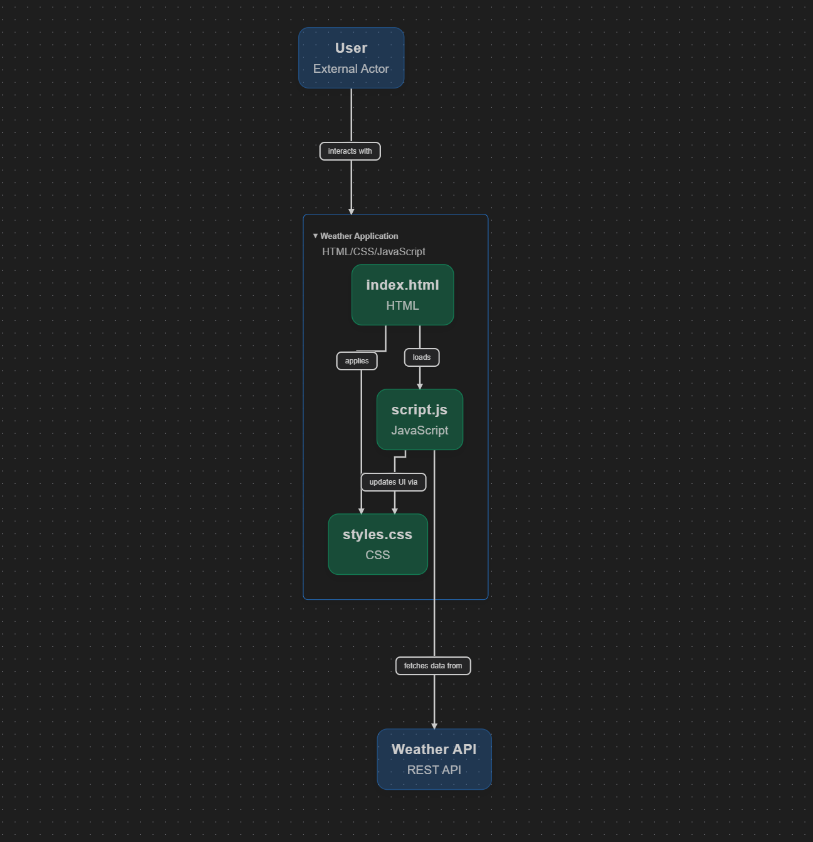 User
External Actor
interacts with
▾ Weather Application
HTML/CSS/JavaScript
index.html
HTML
applies
loads
script.js
JavaScript
updates UI via
styles.css
CSS
fetches data from
Weather API
REST API